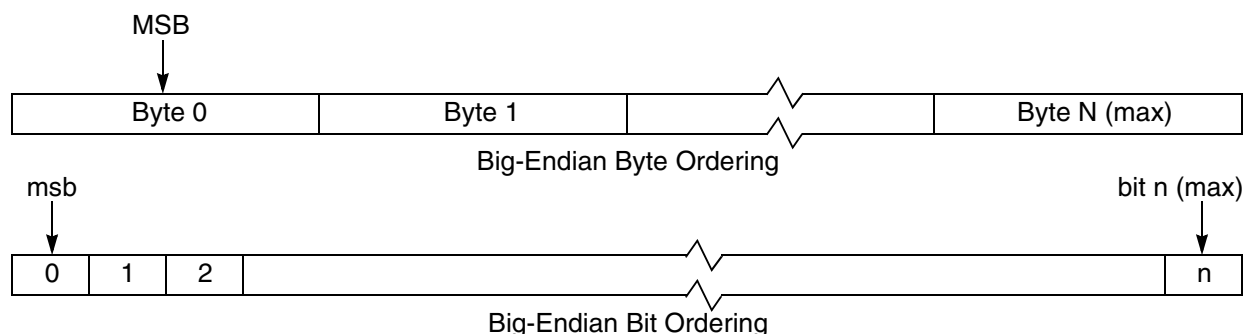 MSB
Byte 0 Byte 1 Byte N (max)
Big-Endian Byte Ordering
msb bit n (max)
0 1 2 n
Big-Endian Bit Ordering